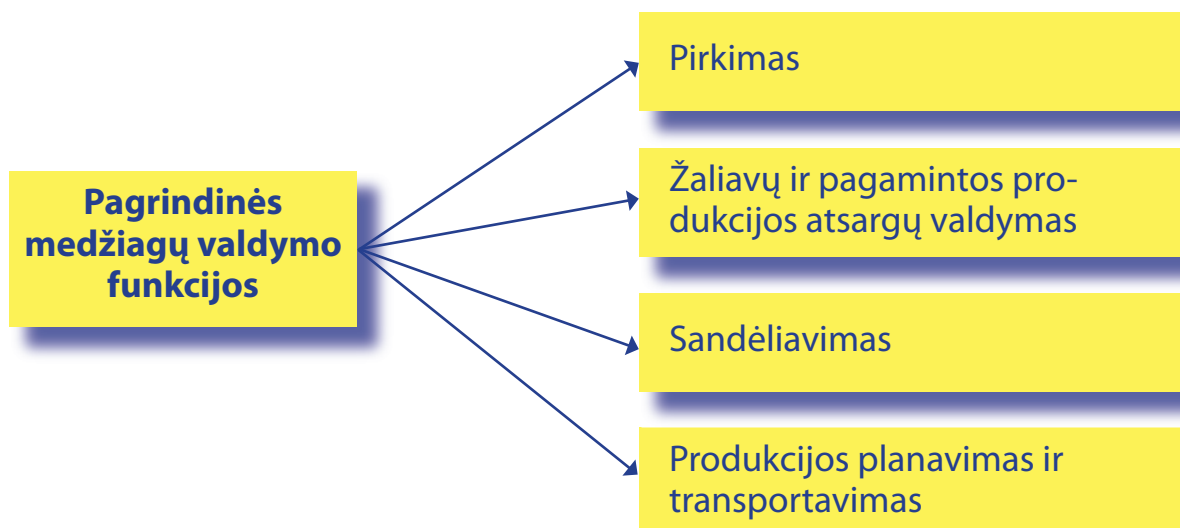 Pagrindinės
medžiagų valdymo
funkcijos
Pirkimas
Žaliavų ir pagamintos pro-
dukcijos atsargų valdymas
Sandėliavimas
Produkcijos planavimas ir
transportavimas